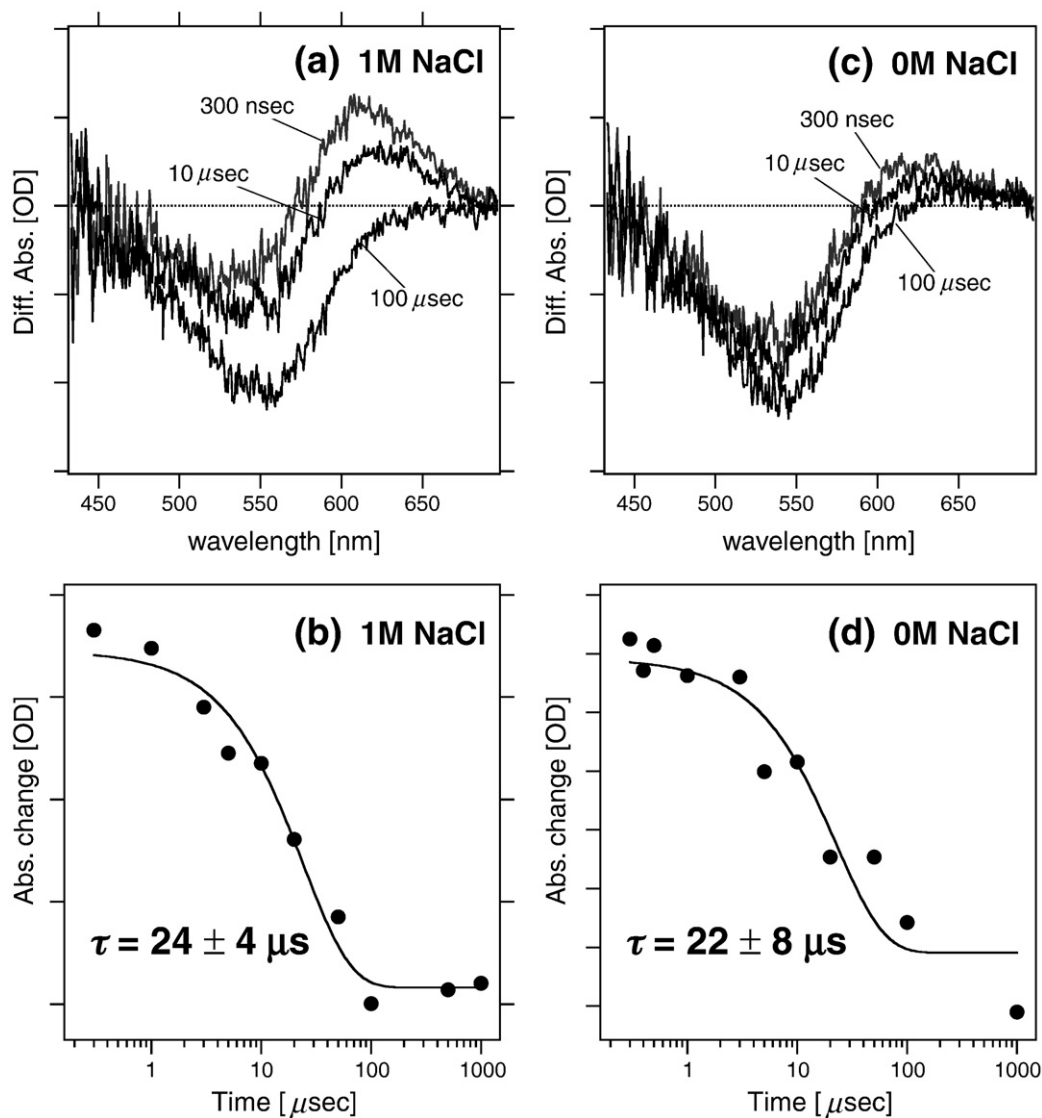 (a) 1M NaCl
300 nsec
10 μsec
100 μsec
Diff. Abs. [OD]
450 500 550 600 650
wavelength [nm]
(c) 0M NaCl
300 nsec
10 μsec
100 μsec
Diff. Abs. [OD]
450 500 550 600 650
wavelength [nm]
(b) 1M NaCl
Abs. change [OD]
τ = 24 ± 4 μs
1 10 100 1000
Time [ μsec]
(d) 0M NaCl
Abs. change [OD]
τ = 22 ± 8 μs
1 10 100 1000
Time [ μsec]